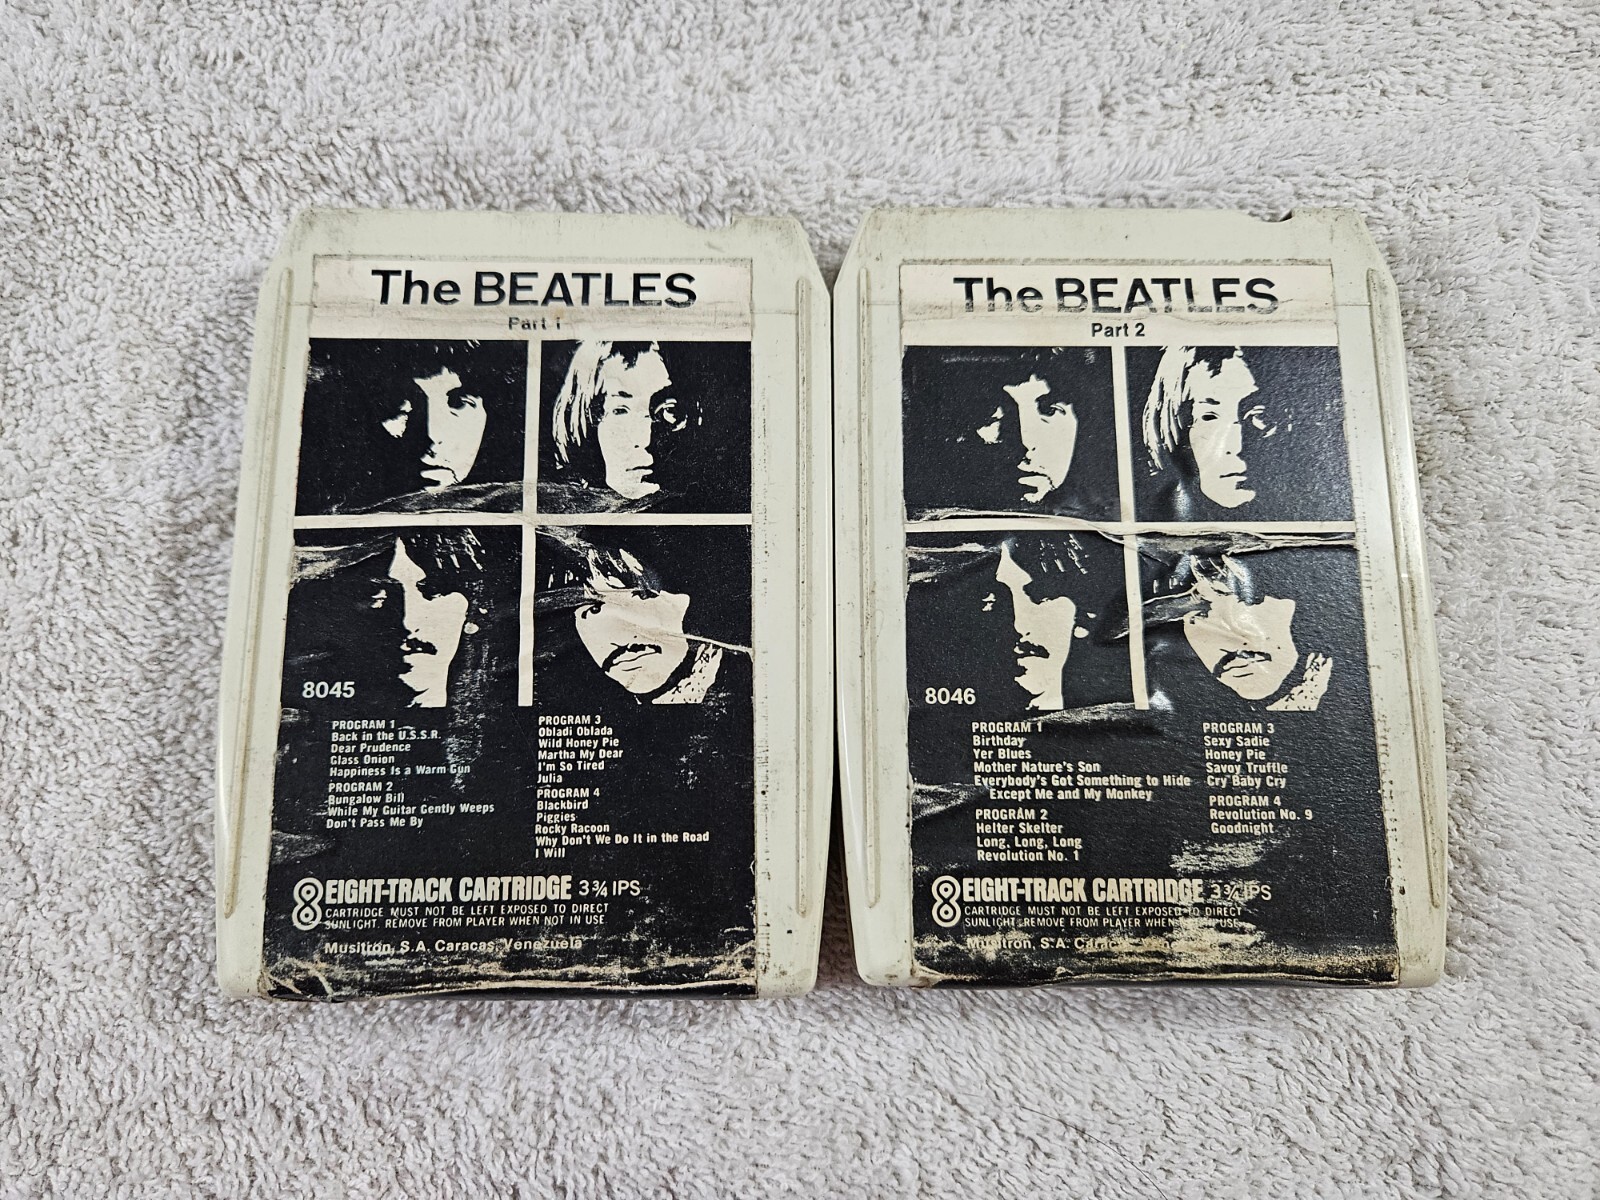 The BEATLES
Part 1
8045
PROGRAM 1
Back in the U.S.S.R.
Dear Prudence
Glass Onion
Happiness Is a Warm Gun
PROGRAM 2
Bungalow Bill
While My Guitar Gently Weeps
Don't Pass Me By
PROGRAM 3
Obladi Oblada
Wild Honey Pie
Martha My Dear
I'm So Tired
Julia
PROGRAM 4
Blackbird
Piggies
Rocky Racoon
Why Don't We Do It in the Road
I Will
8 EIGHT-TRACK CARTRIDGE 3 3/4 IPS
CARTRIDGE MUST NOT BE LEFT EXPOSED TO DIRECT
SUNLIGHT. REMOVE FROM PLAYER WHEN NOT IN USE.
Musitron, S.A. Caracas, Venezuela
The BEATLES
Part 2
8046
PROGRAM 1
Birthday
Yer Blues
Mother Nature's Son
Everybody's Got Something to Hide
Except Me and My Monkey
PROGRAM 2
Helter Skelter
Long, Long, Long
Revolution No. 1
PROGRAM 3
Sexy Sadie
Honey Pie
Savoy Truffle
Cry Baby Cry
PROGRAM 4
Revolution No. 9
Goodnight
8 EIGHT-TRACK CARTRIDGE 3 3/4 IPS
CARTRIDGE MUST NOT BE LEFT EXPOSED TO DIRECT
SUNLIGHT. REMOVE FROM PLAYER WHEN USE.
Musitron, S.A.